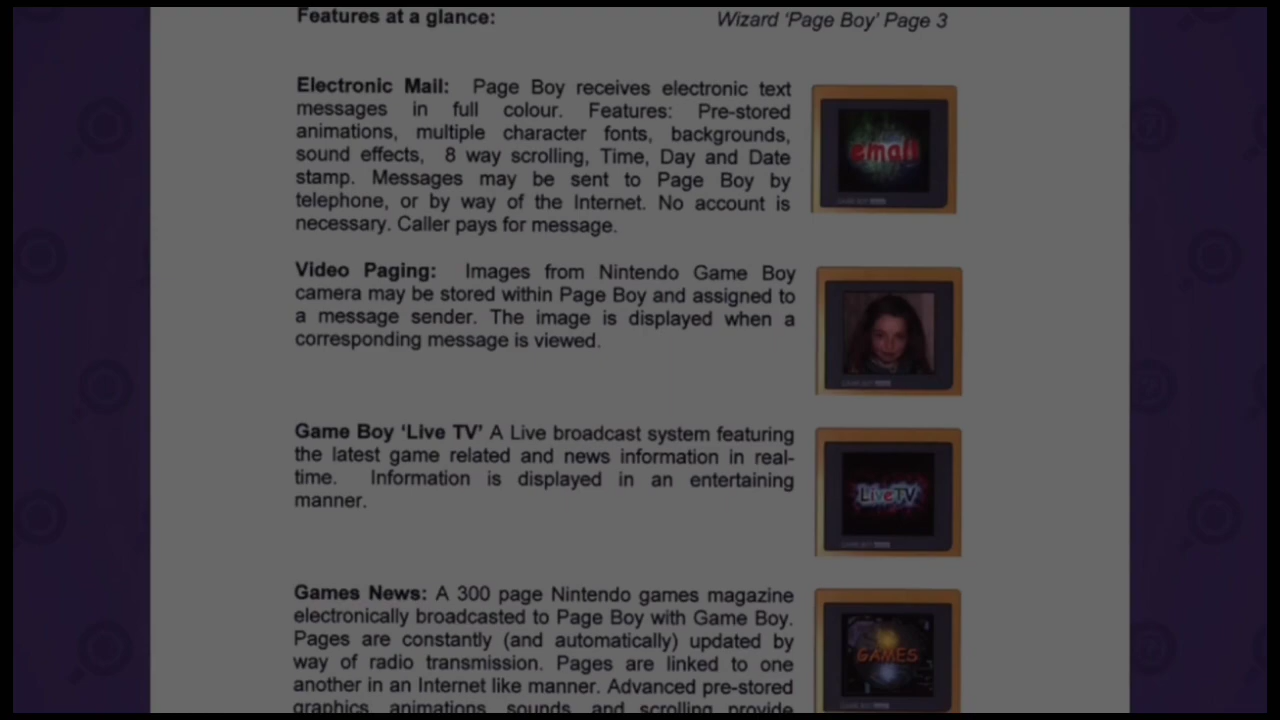 Features at a glance:
Wizard ‘Page Boy’ Page 3
Electronic Mail: Page Boy receives electronic text
messages in full colour. Features: Pre-stored
animations, multiple character fonts, backgrounds,
sound effects, 8 way scrolling, Time, Day and Date
stamp. Messages may be sent to Page Boy by
telephone, or by way of the Internet. No account is
necessary. Caller pays for message.
email
Video Paging: Images from Nintendo Game Boy
camera may be stored within Page Boy and assigned to
a message sender. The image is displayed when a
corresponding message is viewed.
Game Boy ‘Live TV’ A Live broadcast system featuring
the latest game related and news information in real-
time. Information is displayed in an entertaining
manner.
LiveTV
Games News: A 300 page Nintendo games magazine
electronically broadcasted to Page Boy with Game Boy.
Pages are constantly (and automatically) updated by
way of radio transmission. Pages are linked to one
another in an Internet like manner. Advanced pre-stored
graphics, animations, sounds, and scrolling provide
GAMES